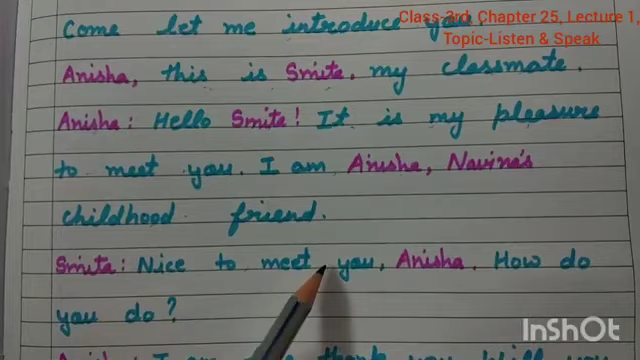 Class-3rd, Chapter 25, Lecture 1,
Topic-Listen & Speak
Come let me introduce you.
Anisha, this is Smita, my classmate.
Anisha: Hello Smita! It is my pleasure
to meet you. I am Anisha, Navina's
childhood friend.
Smita: Nice to meet you, Anisha. How do
you do?
InShOt